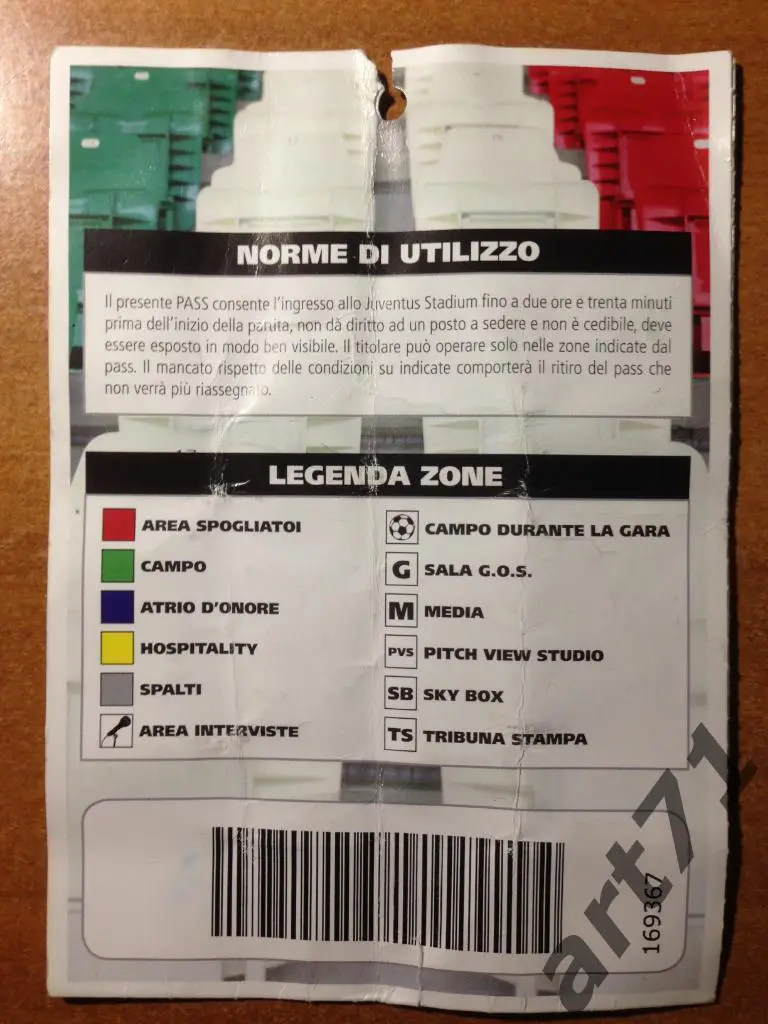 NORME DI UTILIZZO
Il presente PASS consente l'ingresso allo Juventus Stadium fino a due ore e trenta minuti
prima dell'inizio della partita, non dà diritto ad un posto a sedere e non è cedibile, deve
essere esposto in modo ben visibile. Il titolare può operare solo nelle zone indicate dal
pass. Il mancato rispetto delle condizioni su indicate comporterà il ritiro del pass che
non verrà più riassegnato.
LEGENDA ZONE
AREA SPOGLIATOI
CAMPO
ATRIO D'ONORE
HOSPITALITY
SPALTI
AREA INTERVISTE
CAMPO DURANTE LA GARA
G SALA G.O.S.
M MEDIA
PVS PITCH VIEW STUDIO
SB SKY BOX
TS TRIBUNA STAMPA
169367
art71